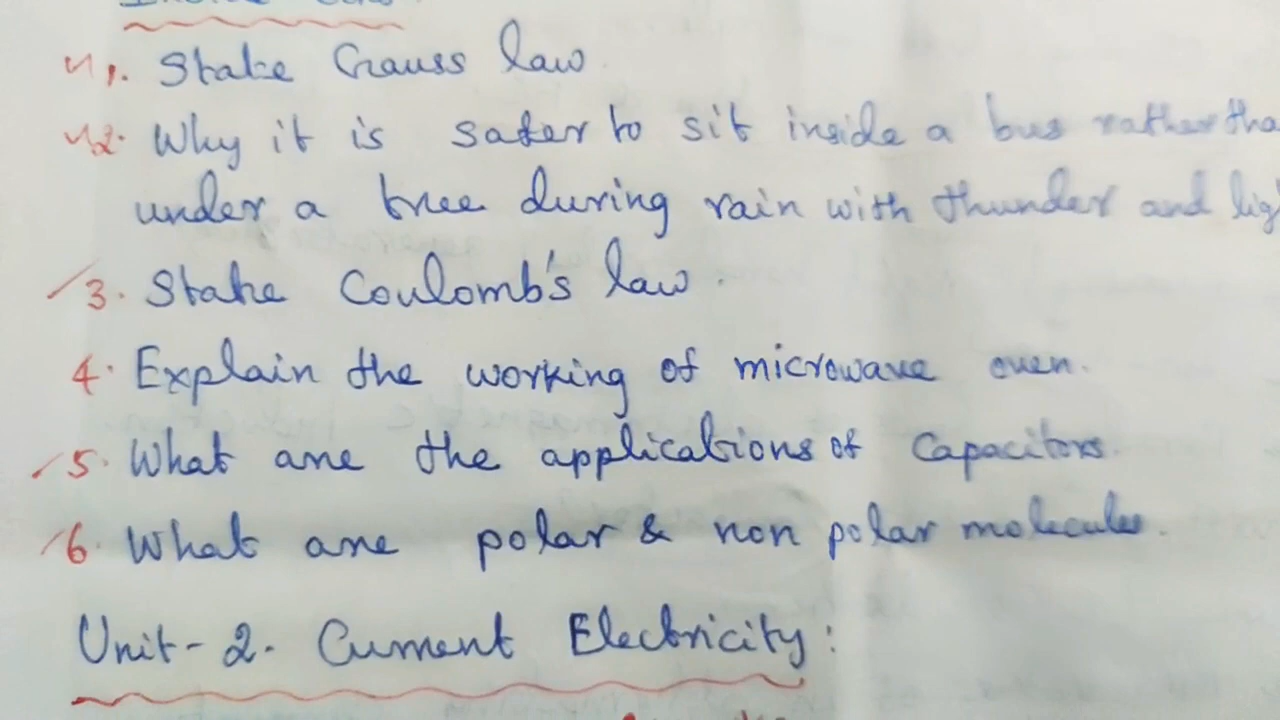 1. State Gauss law
2. Why it is safer to sit inside a bus rather
under a tree during rain with thunder and
3. State Coulomb's law.
4. Explain the working of microwave oven.
5. What are the applications of Capacitors.
6. What are polar & non polar molecules.
Unit-2. Current Electricity: